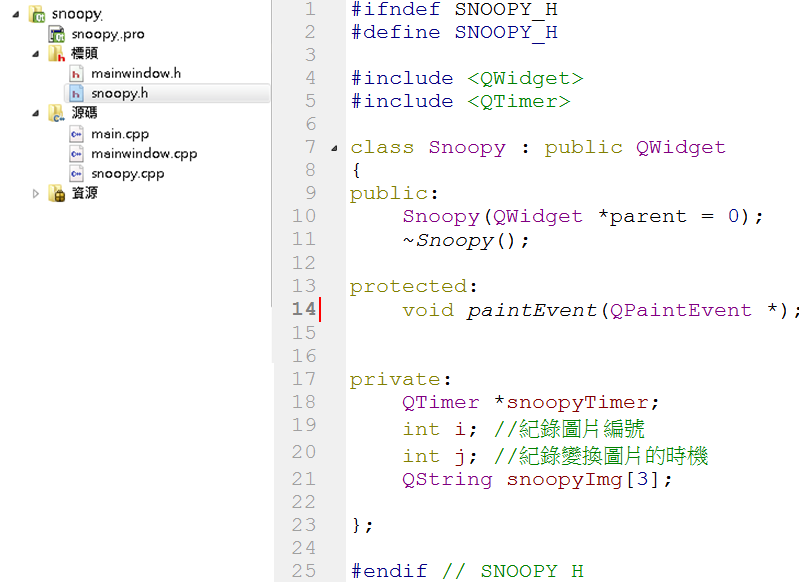 snoopy
snoopy.pro
標頭
mainwindow.h
snoopy.h
源碼
main.cpp
mainwindow.cpp
snoopy.cpp
資源
1 #ifndef SNOOPY_H
2 #define SNOOPY_H
3
4 #include <QWidget>
5 #include <QTimer>
6
7 class Snoopy : public QWidget
8 {
9 public:
10 Snoopy(QWidget *parent = 0);
11 ~Snoopy();
12
13 protected:
14 void paintEvent(QPaintEvent *);
15
16
17 private:
18 QTimer *snoopyTimer;
19 int i; //紀錄圖片編號
20 int j; //紀錄變換圖片的時機
21 QString snoopyImg[3];
22
23 };
24
25 #endif // SNOOPY_H